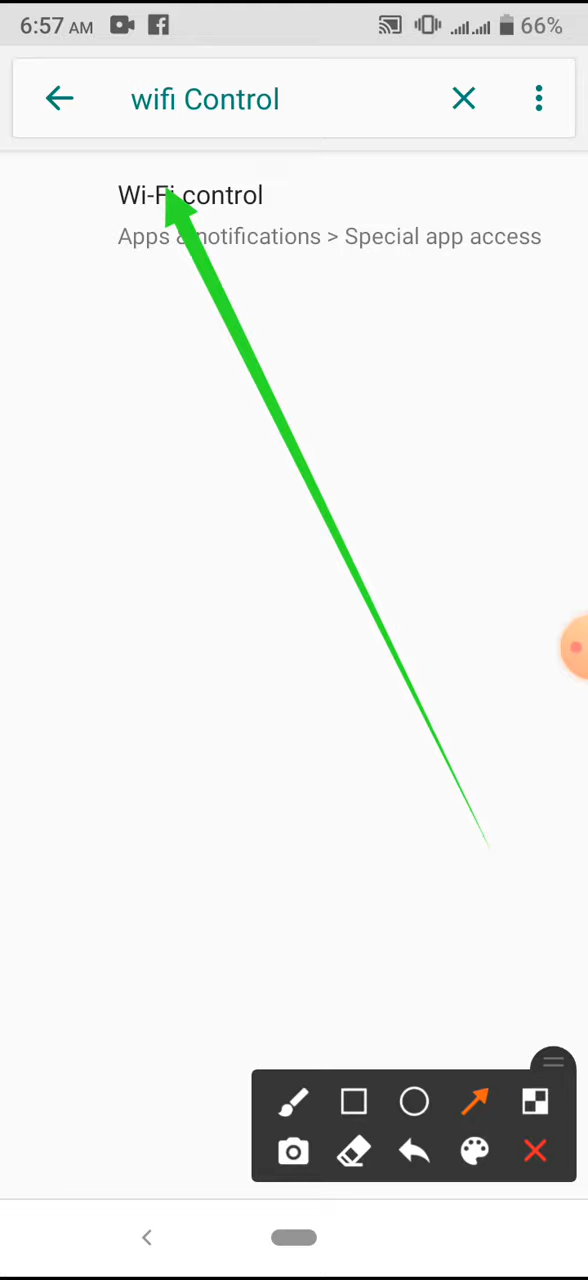 6:57 AM 66%
wifi Control
Wi-Fi control
Apps & notifications > Special app access